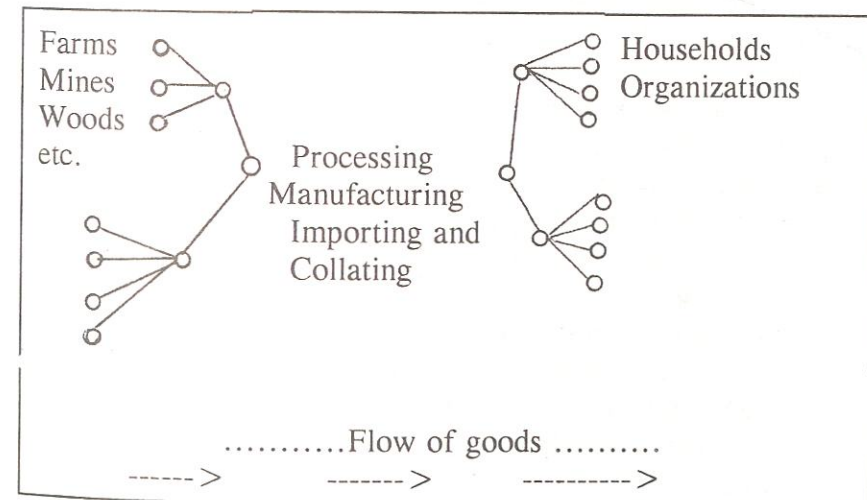 Farms
Mines
Woods
etc.
Households
Organizations
Processing
Manufacturing
Importing and
Collating
...........Flow of goods ..........
------> -------> ---------->